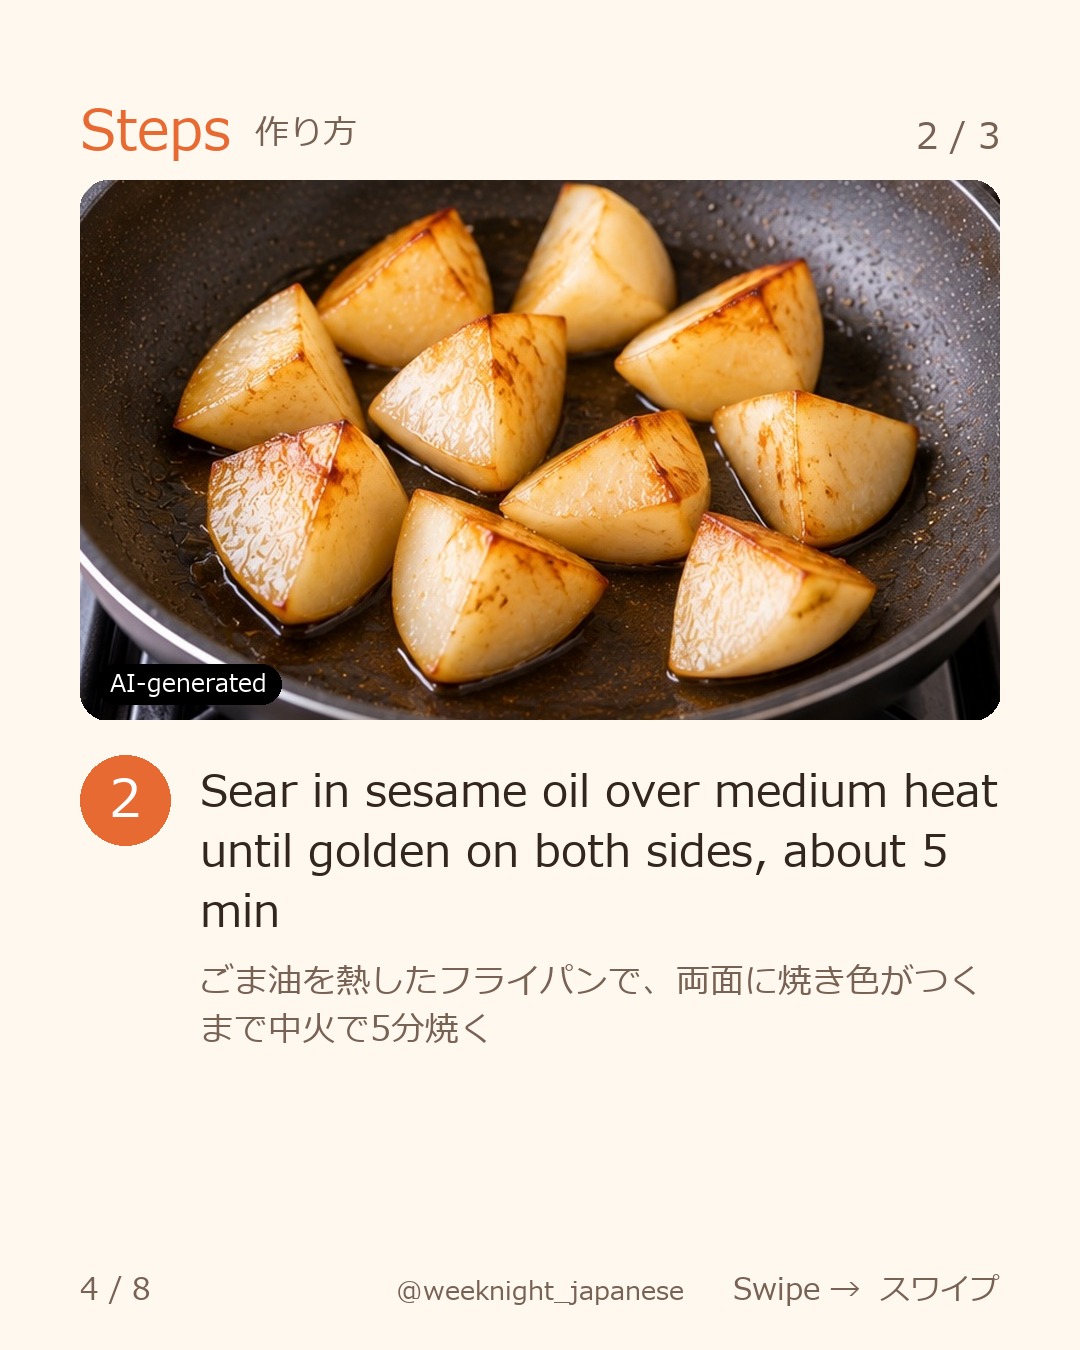 Steps 作り方
2 / 3
AI-generated
2
Sear in sesame oil over medium heat
until golden on both sides, about 5
min
ごま油を熱したフライパンで、両面に焼き色がつく
まで中火で5分焼く
4 / 8
@weeknight_japanese
Swipe → スワイプ